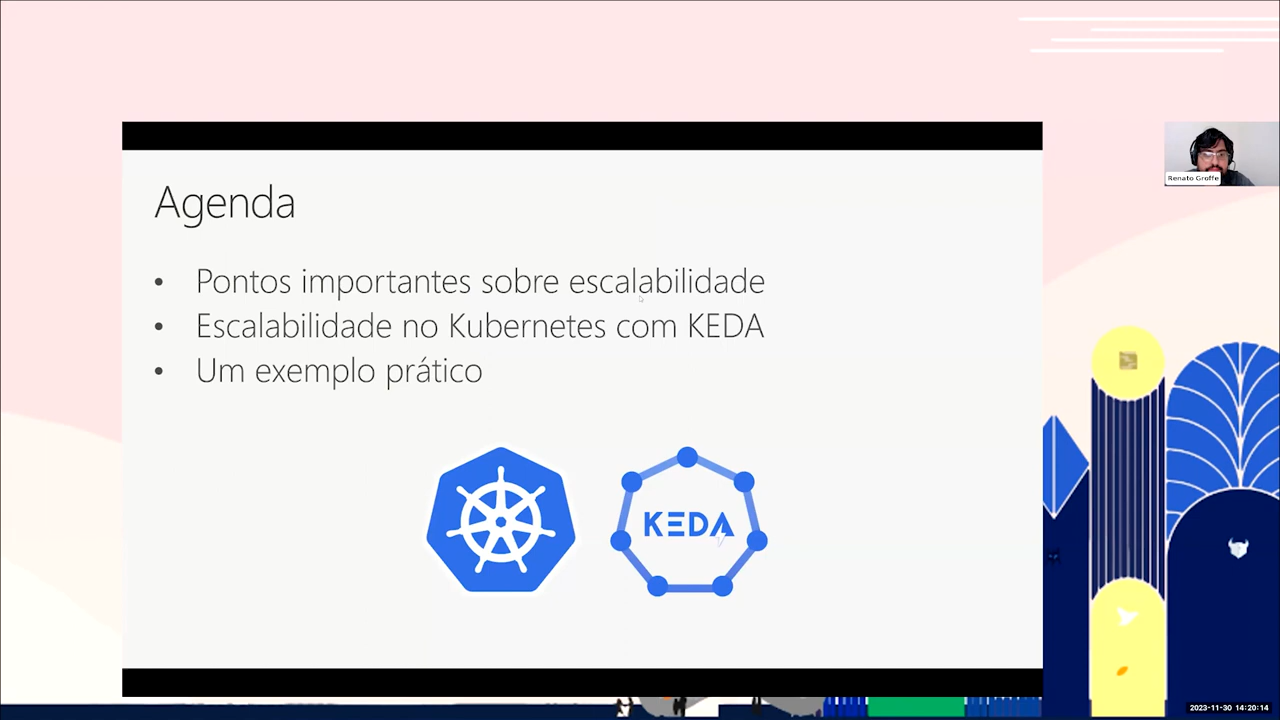 Agenda
• Pontos importantes sobre escalabilidade
• Escalabilidade no Kubernetes com KEDA
• Um exemplo prático
KEDA
Renato Groffe
2023-11-30 14:20:14